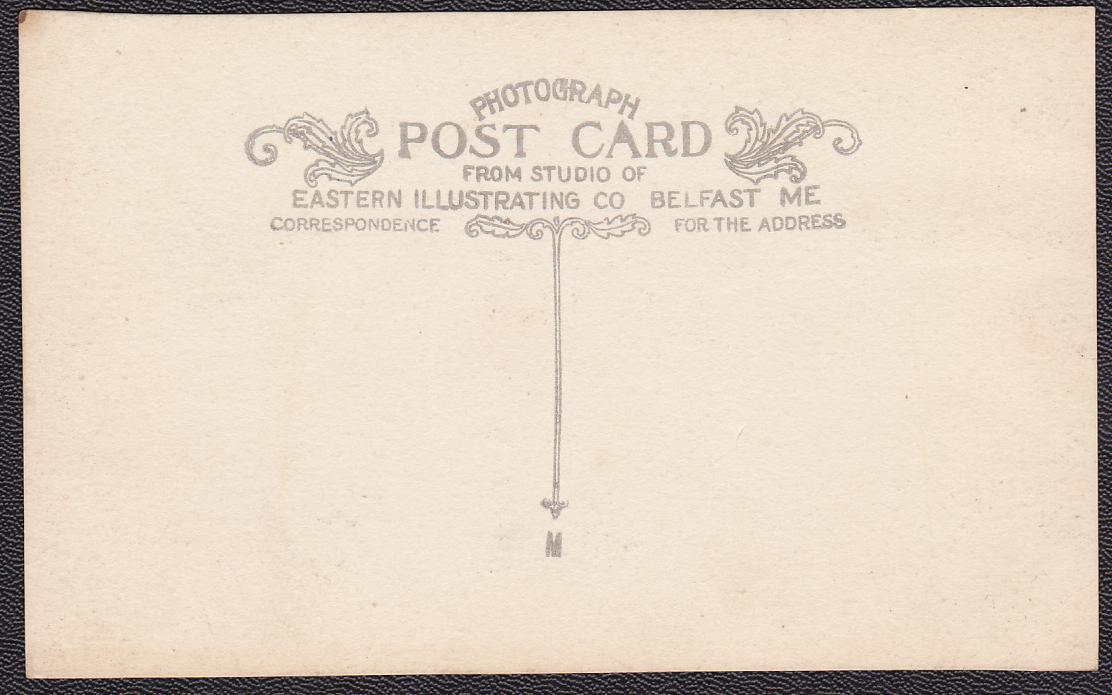 PHOTOGRAPH
POST CARD
FROM STUDIO OF
EASTERN ILLUSTRATING CO BELFAST ME
CORRESPONDENCE FOR THE ADDRESS
M